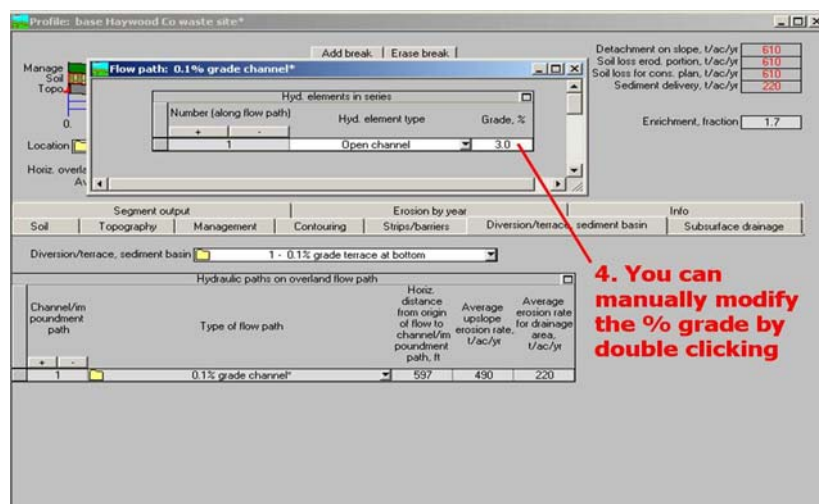 Profile: base Haywood Co waste site*
Add break
Erase break
Detachment on slope, t/ac/yr 610
Soil loss erod. portion, t/ac/yr 610
Soil loss for cons. plan, t/ac/yr 610
Sediment delivery, t/ac/yr 220
Enrichment, fraction 1.7
Manage
Soil
Topo
0.
Location
Horiz. overla
Av
Flow path: 0.1% grade channel*
Hyd. elements in series
Number (along flow path)
Hyd. element type
Grade, %
+ -
1 Open channel 3.0
Segment output
Erosion by year
Info
Soil
Topography
Management
Contouring
Strips/barriers
Diversion/terrace, sediment basin
Subsurface drainage
Diversion/terrace, sediment basin 1 - 0.1% grade terrace at bottom
Hydraulic paths on overland flow path
Channel/im
poundment
path
+ -
Type of flow path
Horiz.
distance
from origin
of flow to
channel/im
poundment
path, ft
Average
upslope
erosion rate,
t/ac/yr
Average
erosion rate
for drainage
area,
t/ac/yr
1 0.1% grade channel* 597 490 220
4. You can
manually modify
the % grade by
double clicking